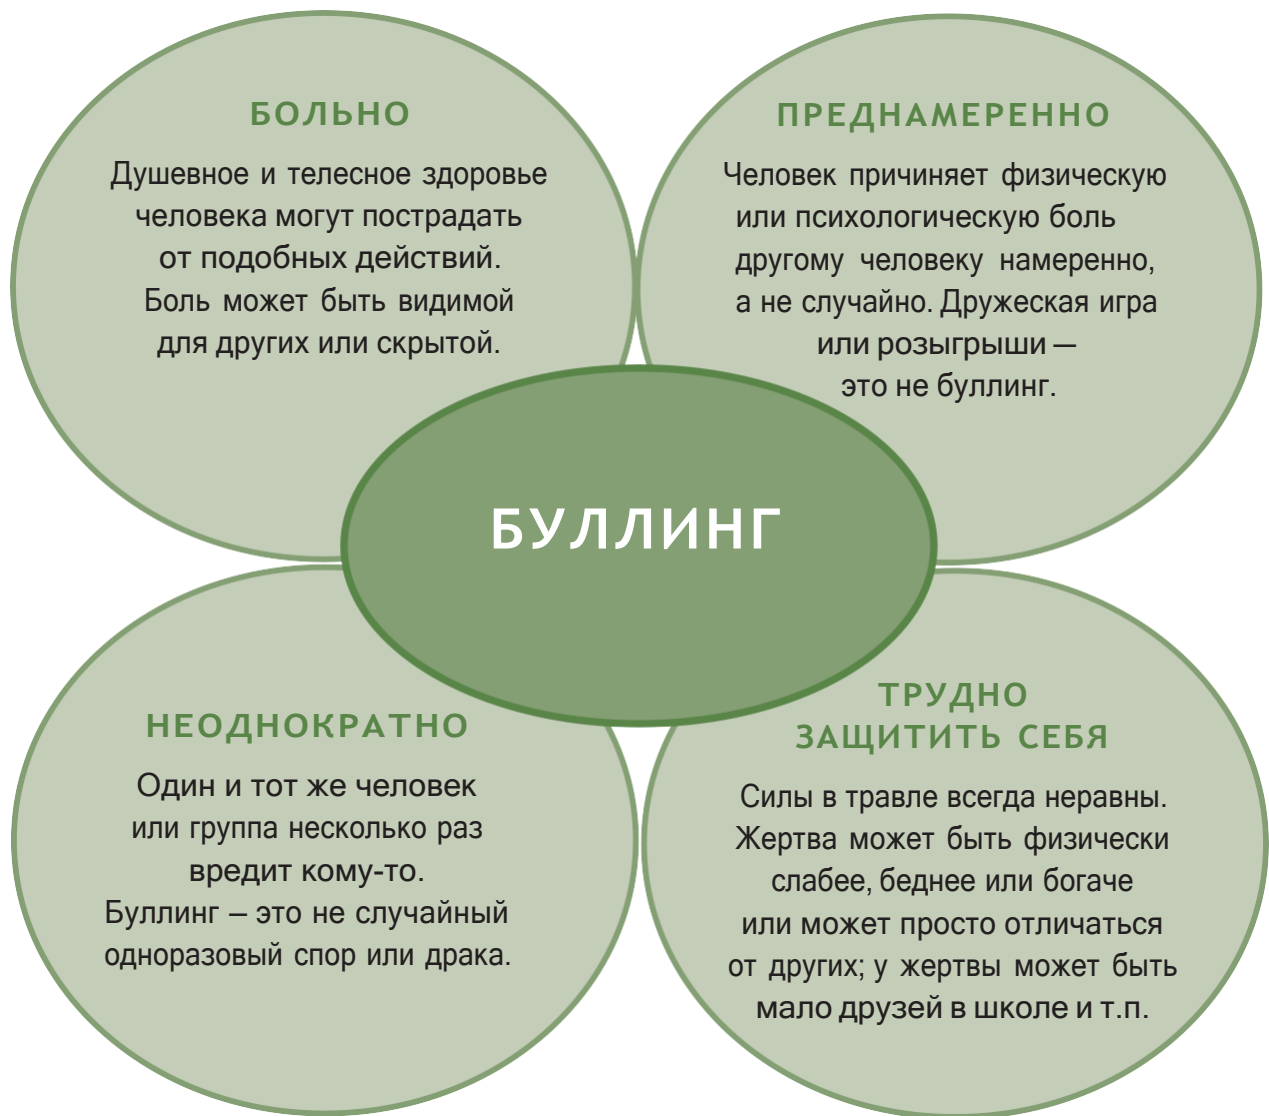 БОЛЬНО
Душевное и телесное здоровье
человека могут пострадать
от подобных действий.
Боль может быть видимой
для других или скрытой.
ПРЕДНАМЕРЕННО
Человек причиняет физическую
или психологическую боль
другому человеку намеренно,
а не случайно. Дружеская игра
или розыгрыши —
это не буллинг.
БУЛЛИНГ
НЕОДНОКРАТНО
Один и тот же человек
или группа несколько раз
вредит кому-то.
Буллинг – это не случайный
одноразовый спор или драка.
ТРУДНО
ЗАЩИТИТЬ СЕБЯ
Силы в травле всегда неравны.
Жертва может быть физически
слабее, беднее или богаче
или может просто отличаться
от других; у жертвы может быть
мало друзей в школе и т.п.